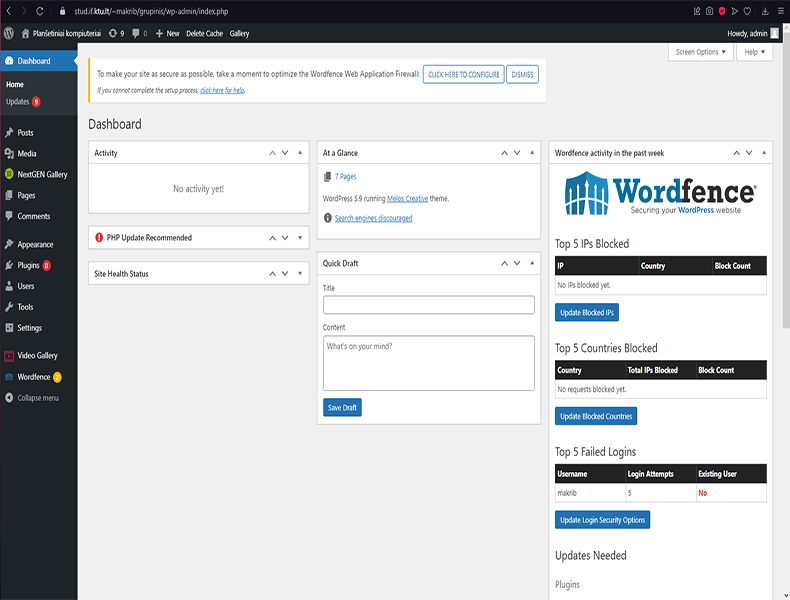 stud.if.ktu.lt/~makrib/grupinis/wp-admin/index.php
Planšetiniai kompiuteriai 9 0 New Delete Cache Gallery Howdy, admin
Screen Options Help
Dashboard
Home
Updates 9
Posts
Media
NextGEN Gallery
Pages
Comments
Appearance
Plugins 8
Users
Tools
Settings
Video Gallery
Wordfence 2
Collapse menu
To make your site as secure as possible, take a moment to optimize the Wordfence Web Application Firewall: CLICK HERE TO CONFIGURE DISMISS
If you cannot complete the setup process, click here for help.
Dashboard
Activity
No activity yet!
PHP Update Recommended
Site Health Status
At a Glance
7 Pages
WordPress 5.9 running Melos Creative theme.
Search engines discouraged
Quick Draft
Title
Content
What's on your mind?
Save Draft
Wordfence activity in the past week
Wordfence®
Securing your WordPress website
Top 5 IPs Blocked
IP Country Block Count
No IPs blocked yet.
Update Blocked IPs
Top 5 Countries Blocked
Country Total IPs Blocked Block Count
No requests blocked yet.
Update Blocked Countries
Top 5 Failed Logins
Username Login Attempts Existing User
makrib 5 No
Update Login Security Options
Updates Needed
Plugins